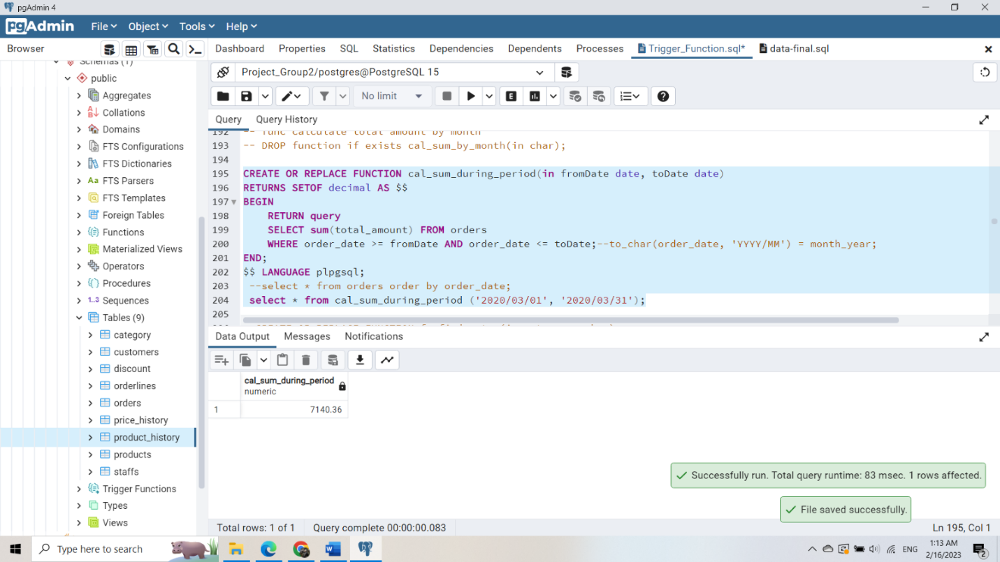 pgAdmin 4
pgAdmin File Object Tools Help
Browser
Dashboard Properties SQL Statistics Dependencies Dependents Processes Trigger_Function.sql* data-final.sql
Schemas (1)
public
Aggregates
Collations
Domains
FTS Configurations
FTS Dictionaries
FTS Parsers
FTS Templates
Foreign Tables
Functions
Materialized Views
Operators
Procedures
1..3 Sequences
Tables (9)
category
customers
discount
orderlines
orders
price_history
product_history
products
staffs
Trigger Functions
Types
Views
Project_Group2/postgres@PostgreSQL 15
No limit
Query Query History
192 -- func calculate total amount by month
193 -- DROP function if exists cal_sum_by_month(in char);
194
195 CREATE OR REPLACE FUNCTION cal_sum_during_period(in fromDate date, toDate date)
196 RETURNS SETOF decimal AS $$
197 BEGIN
198 RETURN query
199 SELECT sum(total_amount) FROM orders
200 WHERE order_date >= fromDate AND order_date <= toDate;--to_char(order_date, 'YYYY/MM') = month_year;
201 END;
202 $$ LANGUAGE plpgsql;
203 --select * from orders order by order_date;
204 select * from cal_sum_during_period ('2020/03/01', '2020/03/31');
205
Data Output Messages Notifications
cal_sum_during_period
numeric
1 7140.36
Successfully run. Total query runtime: 83 msec. 1 rows affected.
File saved successfully.
Total rows: 1 of 1 Query complete 00:00:00.083 Ln 195, Col 1
Type here to search
ENG
1:13 AM
2/16/2023
2